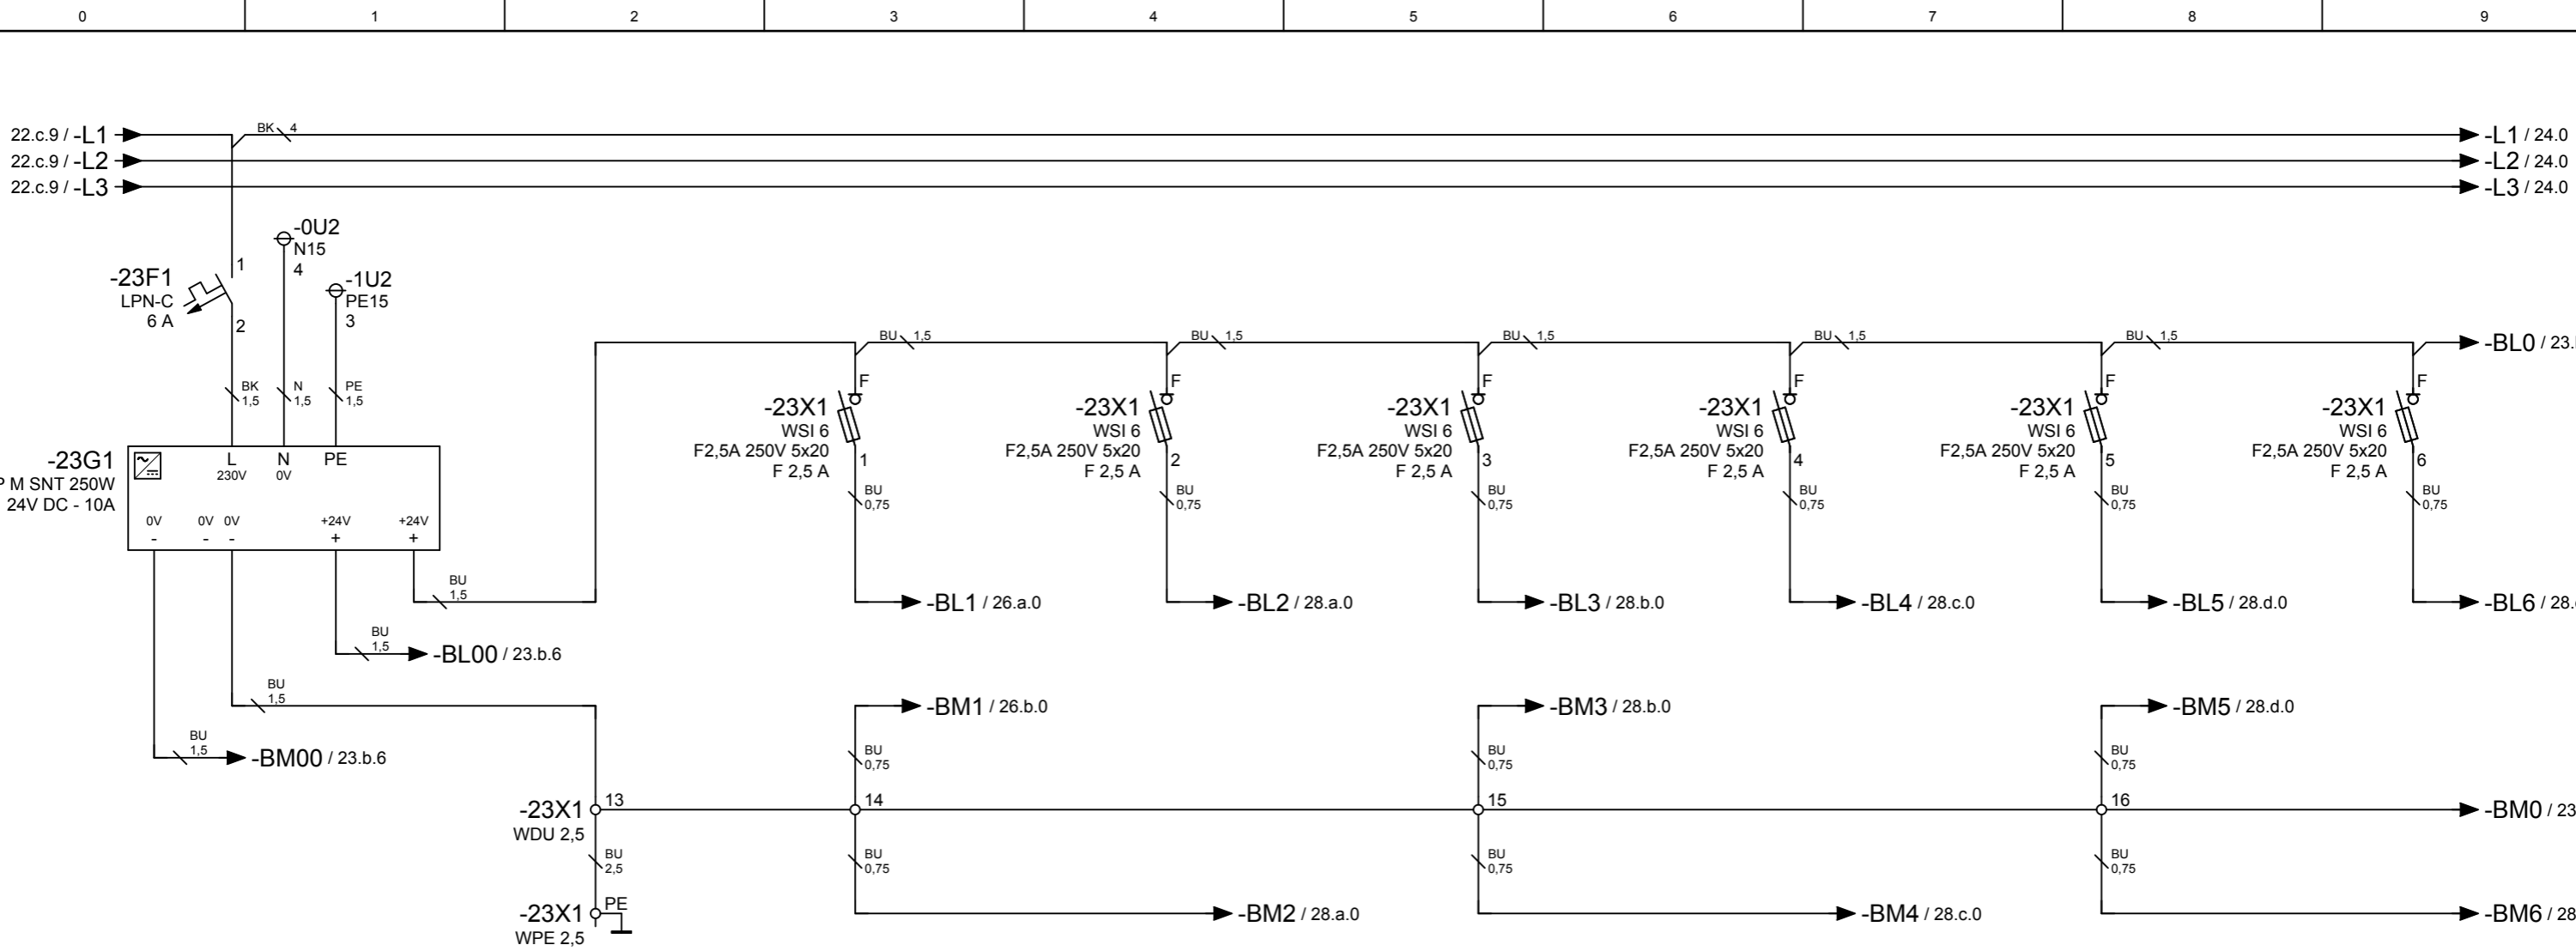 0 1 2 3 4 5 6 7 8 9
22.c.9 / -L1 BK 4 -L1 / 24.0
22.c.9 / -L2 -L2 / 24.0
22.c.9 / -L3 -L3 / 24.0
-0U2
N15
4
-1U2
PE15
3
-23F1
LPN-C
6 A
1
2
BK
1,5
N
1,5
PE
1,5
BU 1,5 BU 1,5 BU 1,5 BU 1,5 BU 1,5 -BL0 / 23.
F F F F F F
-23X1 -23X1 -23X1 -23X1 -23X1 -23X1
WSI 6 WSI 6 WSI 6 WSI 6 WSI 6 WSI 6
F2,5A 250V 5x20 F2,5A 250V 5x20 F2,5A 250V 5x20 F2,5A 250V 5x20 F2,5A 250V 5x20 F2,5A 250V 5x20
F 2,5 A F 2,5 A F 2,5 A F 2,5 A F 2,5 A F 2,5 A
1 2 3 4 5 6
BU BU BU BU BU BU
0,75 0,75 0,75 0,75 0,75 0,75
-23G1
P M SNT 250W
24V DC - 10A
L N PE
230V 0V
0V 0V 0V +24V +24V
- - - + +
BU
1,5
-BL1 / 26.a.0 -BL2 / 28.a.0 -BL3 / 28.b.0 -BL4 / 28.c.0 -BL5 / 28.d.0 -BL6 / 28.
BU
1,5 -BL00 / 23.b.6
BU
1,5
-BM1 / 26.b.0 -BM3 / 28.b.0 -BM5 / 28.d.0
BU
1,5 -BM00 / 23.b.6
BU BU BU
0,75 0,75 0,75
-23X1 13 14 15 16 -BM0 / 23
WDU 2,5
BU BU BU BU
2,5 0,75 0,75 0,75
-23X1 PE -BM2 / 28.a.0 -BM4 / 28.c.0 -BM6 / 28
WPE 2,5